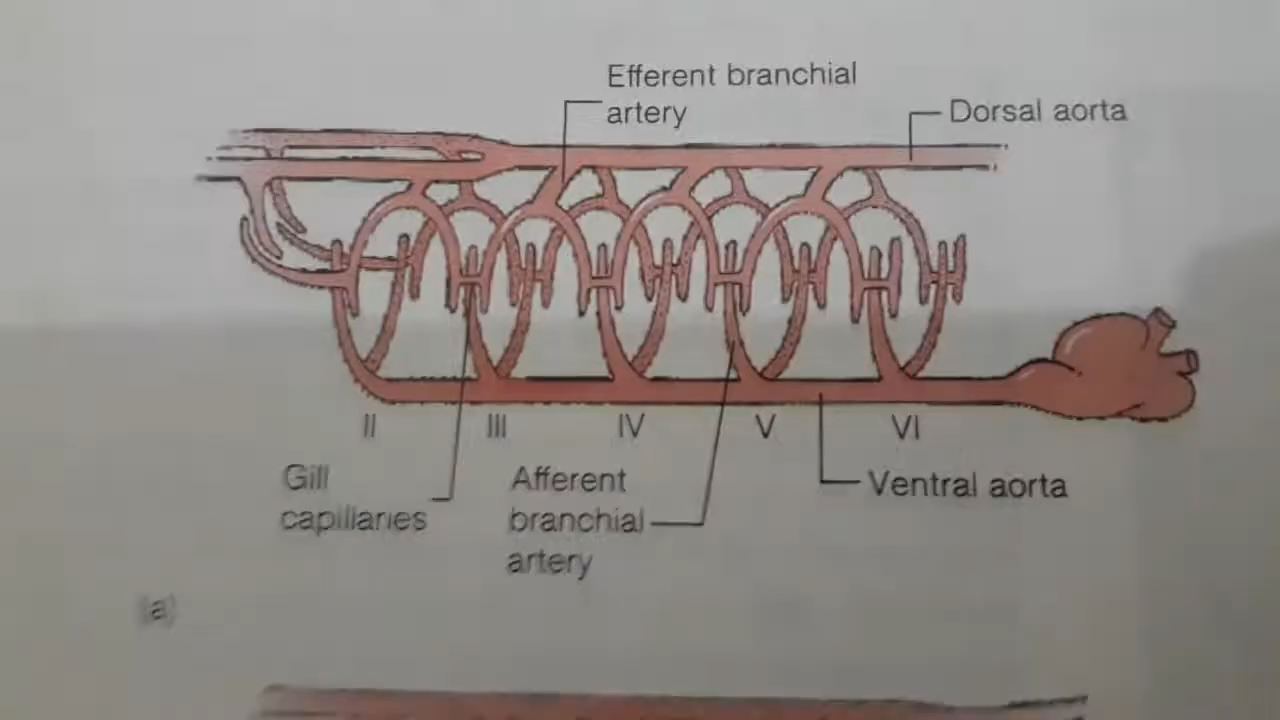 Efferent branchial
artery
Dorsal aorta
II
III
IV
V
VI
Gill
capillaries
Afferent
branchial
artery
Ventral aorta
(a)